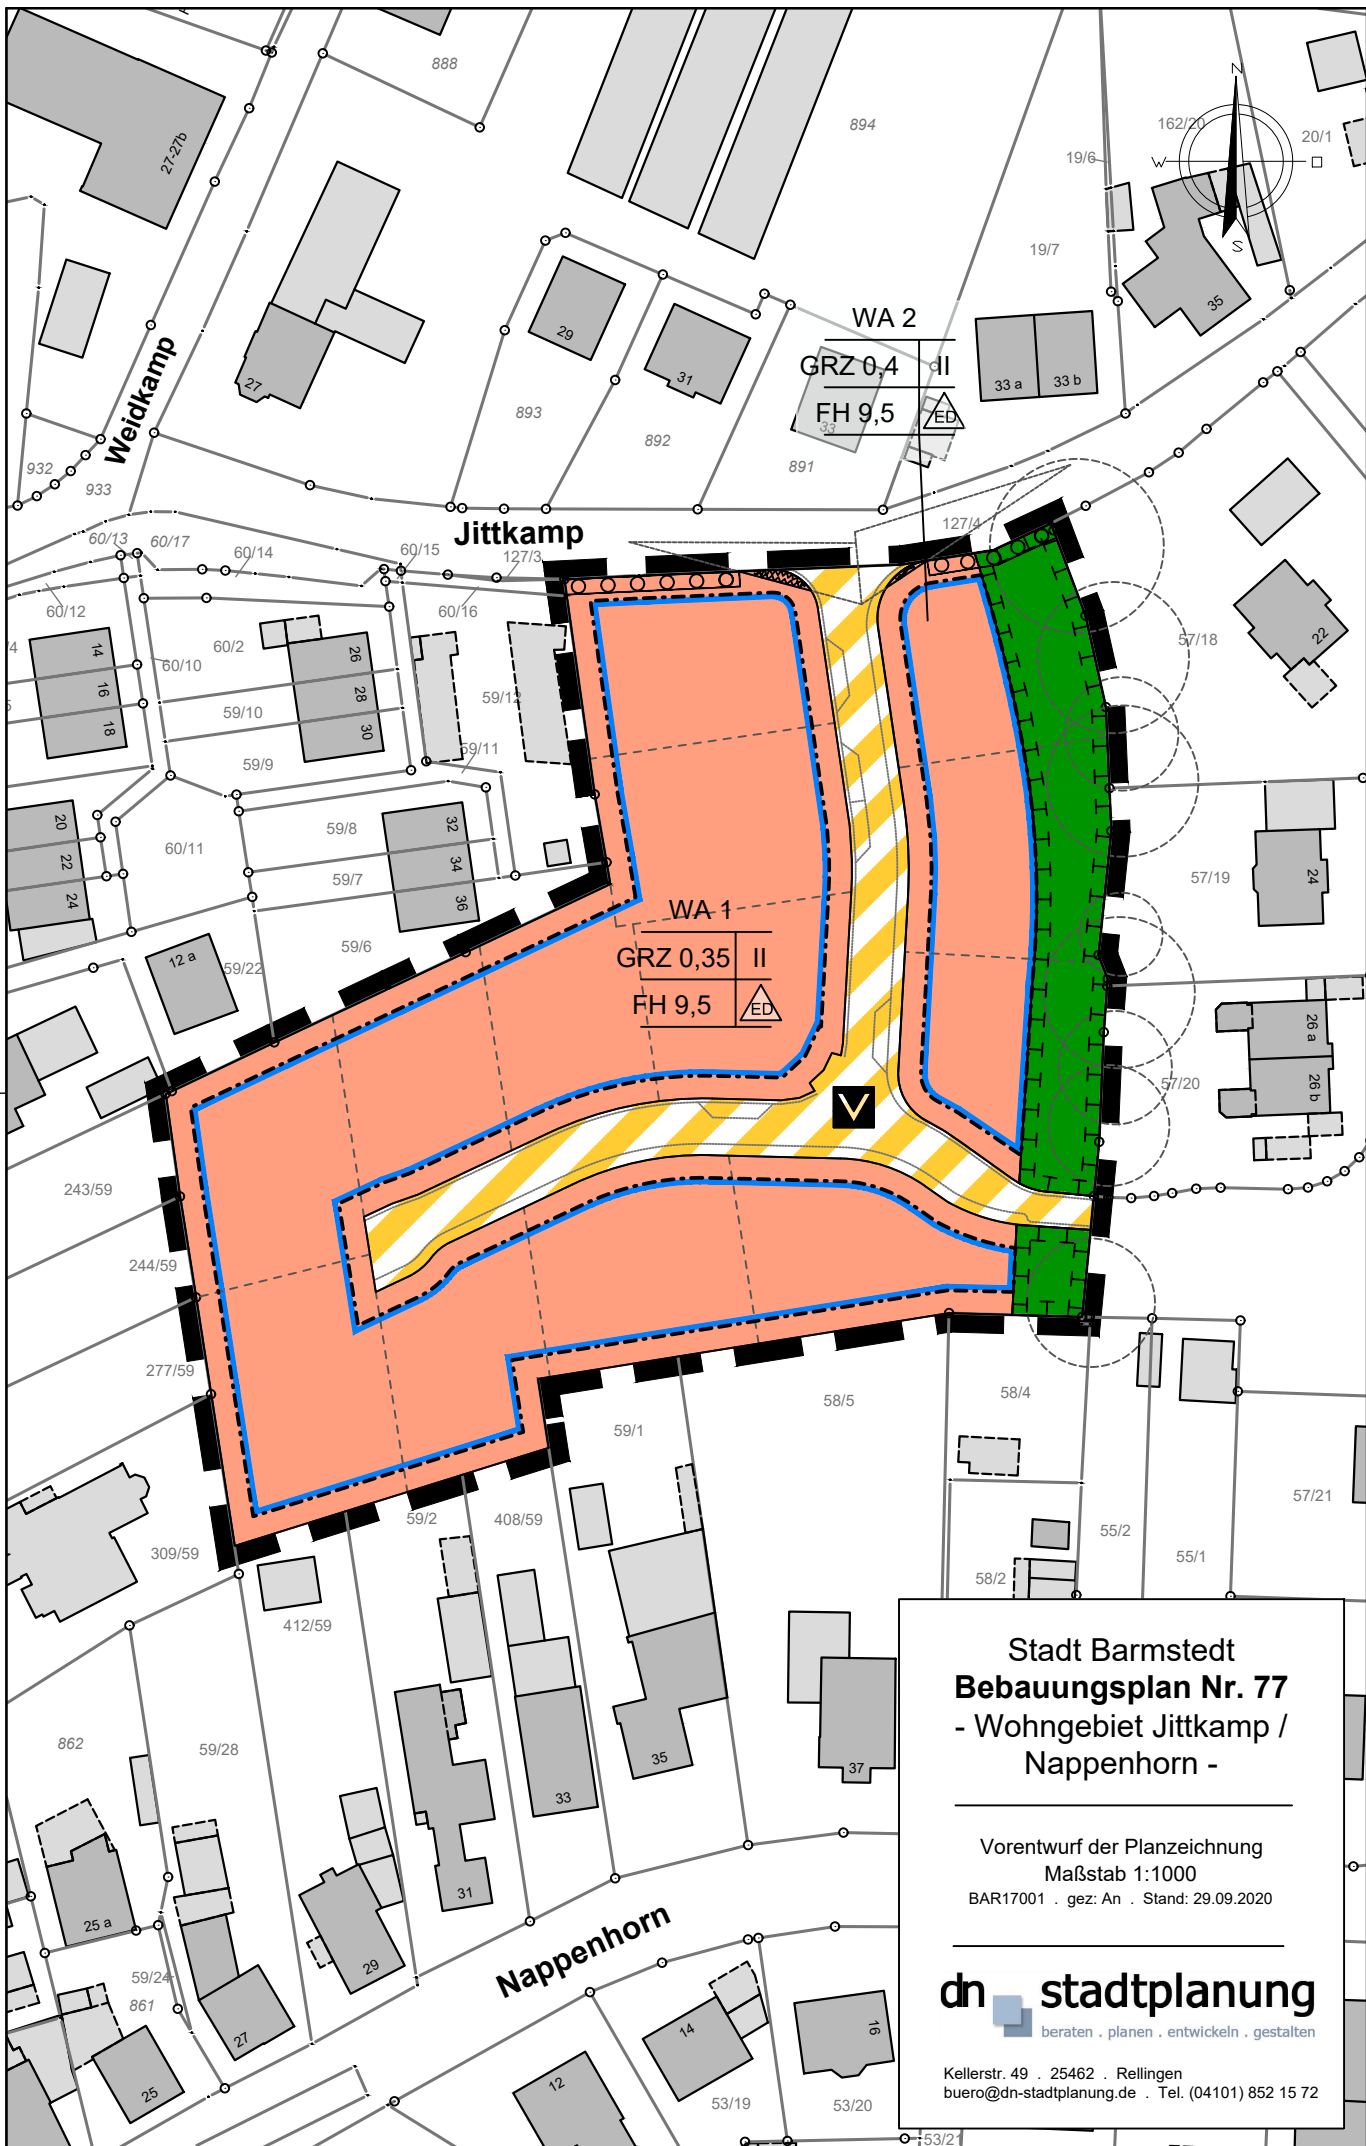 888
894
162/20
20/1
19/6
19/7
N
W
S
27-27b
35
29
31
27
WA 2
GRZ 0,4 II
FH 9,5 ED
33
33 a
33 b
893
892
891
Weidkamp
932
933
Jittkamp
127/4
127/3
60/13
60/17
60/14
60/15
60/12
60/16
60/2
60/10
14
16
18
26
28
30
59/12
59/10
59/11
59/9
57/18
22
20
22
24
60/11
59/8
59/7
32
34
36
57/19
24
59/6
12 a
59/22
WA 1
GRZ 0,35 II
FH 9,5 ED
V
26 a
26 b
57/20
243/59
244/59
277/59
309/59
59/1
58/5
58/4
57/21
59/2
408/59
412/59
55/2
55/1
58/2
862
59/28
35
33
37
31
29
25 a
59/24
861
27
25
Nappenhorn
14
16
12
53/19
53/20
53/21
Stadt Barmstedt
Bebauungsplan Nr. 77
- Wohngebiet Jittkamp /
Nappenhorn -
Vorentwurf der Planzeichnung
Maßstab 1:1000
BAR17001 . gez: An . Stand: 29.09.2020
dn stadtplanung
beraten . planen . entwickeln . gestalten
Kellerstr. 49 . 25462 . Rellingen
buero@dn-stadtplanung.de . Tel. (04101) 852 15 72